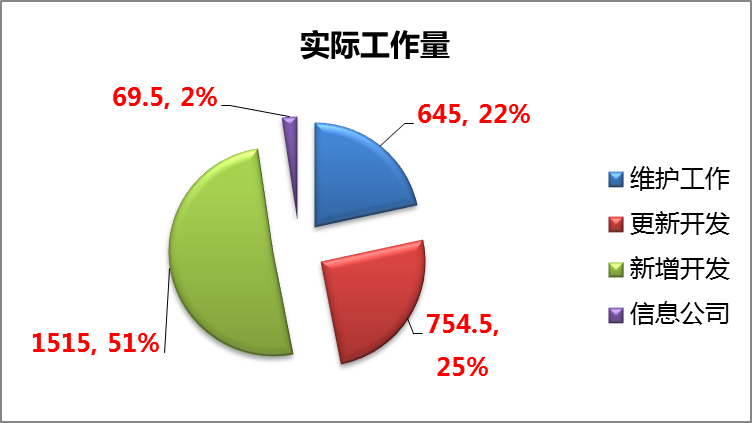 实际工作量
69.5, 2%
645, 22%
维护工作
更新开发
新增开发
信息公司
1515, 51%
754.5,
25%